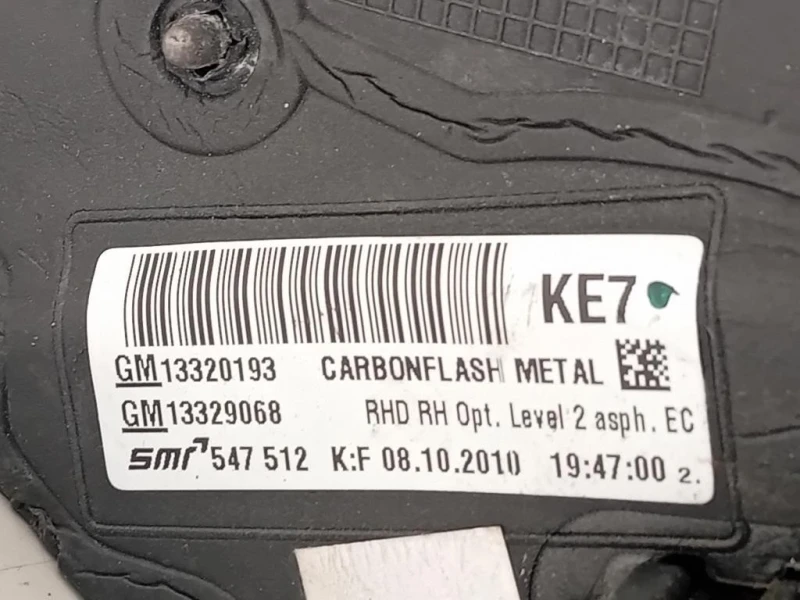 KE7
GM13320193 CARBONFLASH METAL
GM13329068 RHD RH Opt. Level 2 asph. EC
smr 547 512 K:F 08.10.2010 19:47:00 2.